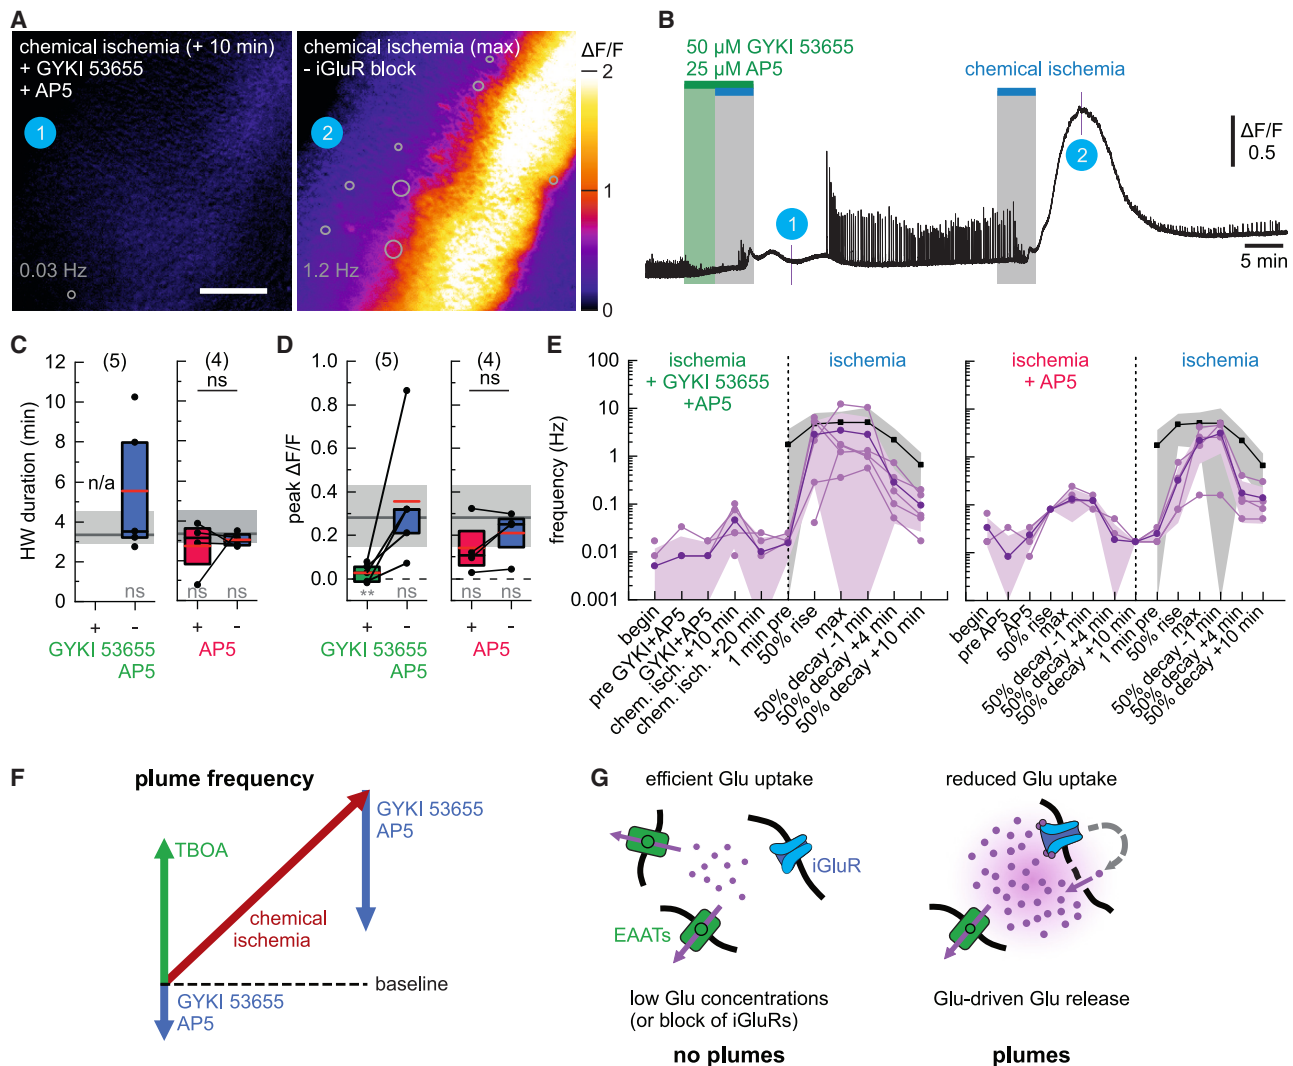 A
chemical ischemia (+ 10 min)
+ GYKI 53655
+ AP5
1
0.03 Hz
chemical ischemia (max)
- iGluR block
2
1.2 Hz
ΔF/F
2
1
0
B
50 µM GYKI 53655
25 µM AP5
chemical ischemia
1
2
ΔF/F
0.5
5 min
C
HW duration (min)
12
11
10
9
8
7
6
5
4
3
2
1
0
(5)
n/a
ns
+
-
GYKI 53655
AP5
(4)
ns
ns
ns
+
-
AP5
D
peak ΔF/F
1.0
0.8
0.6
0.4
0.2
0.0
(5)
**
ns
+
-
GYKI 53655
AP5
(4)
ns
ns
ns
+
-
AP5
E
frequency (Hz)
100
10
1
0.1
0.01
0.001
ischemia
+ GYKI 53655
+AP5
ischemia
begin
pre GYKI+AP5
GYKI+AP5
chem. isch. +10 min
chem. isch. +20 min
1 min pre
50% rise
max
50% decay -1 min
50% decay +4 min
50% decay +10 min
ischemia
+ AP5
ischemia
begin
pre AP5
AP5
50% rise
max
50% decay -1 min
50% decay +4 min
50% decay +10 min
1 min pre
50% rise
max
50% decay -1 min
50% decay +4 min
50% decay +10 min
F
plume frequency
TBOA
chemical
ischemia
GYKI 53655
AP5
baseline
GYKI 53655
AP5
G
efficient Glu uptake
iGluR
EAATs
low Glu concentrations
(or block of iGluRs)
no plumes
reduced Glu uptake
Glu-driven Glu release
plumes